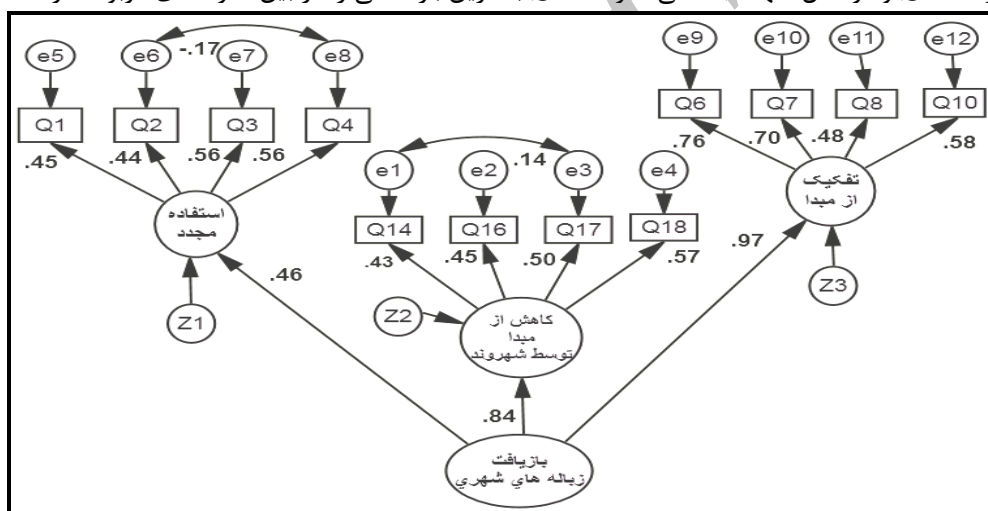 e5 e6 -.17 e7 e8
Q1 Q2 Q3 Q4
.45 .44 .56 .56
استفاده
مجدد
Z1
.46
e1 .14 e2 e3 e4
Q14 Q16 Q17 Q18
.43 .45 .50 .57
Z2
کاهش از
مبدا
توسط شهروند
.84
e9 e10 e11 e12
Q6 Q7 Q8 Q10
.76 .70 .48 .58
تفکیک
از مبدا
.97
Z3
بازیافت
زباله های شهري